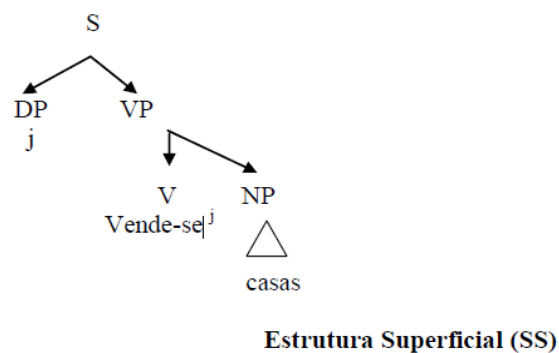 S
DP VP
j
V NP
Vende-se| j
casas
Estrutura Superficial (SS)